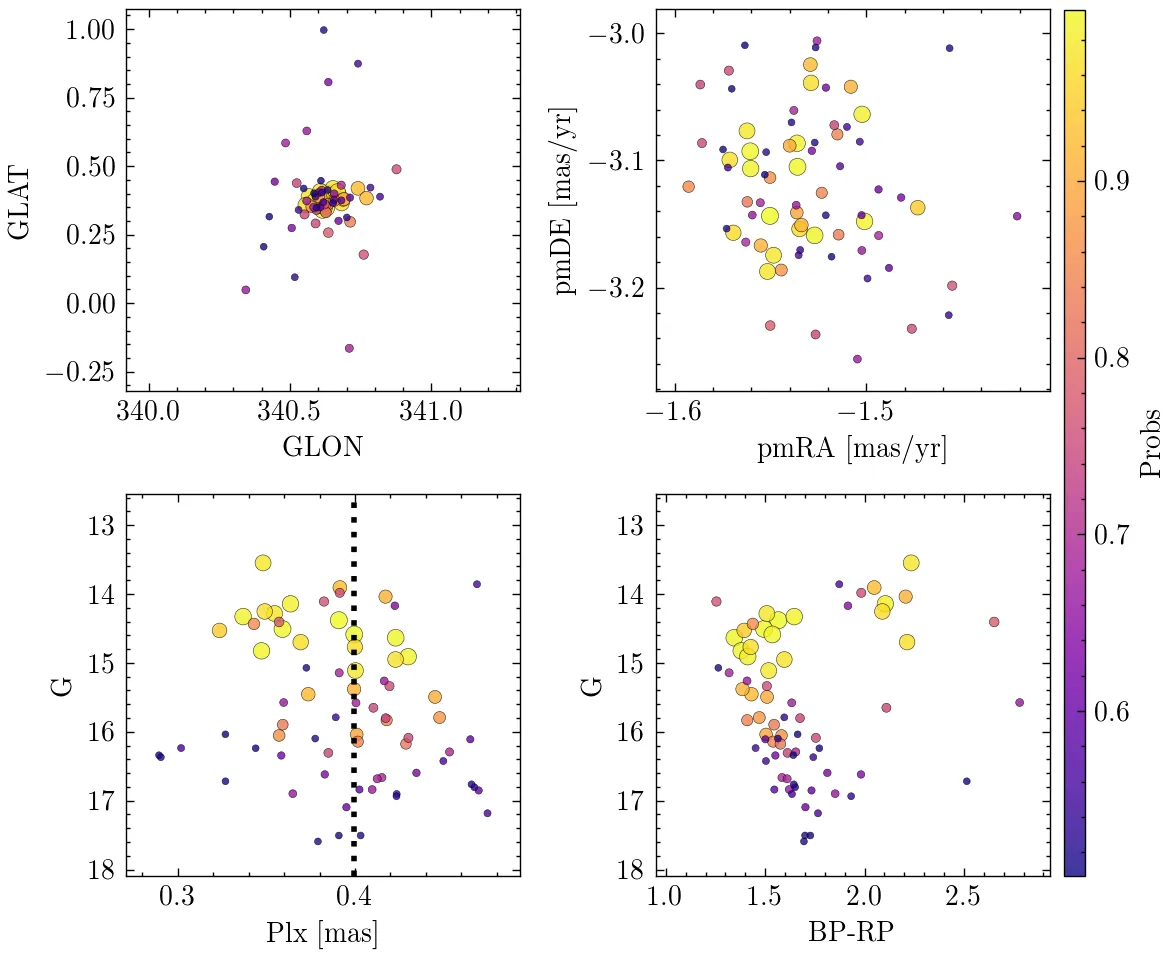 1.00
0.75
0.50
0.25
0.00
−0.25
GLAT
340.0 340.5 341.0
GLON
−3.0
−3.1
−3.2
pmDE [mas/yr]
−1.6 −1.5
pmRA [mas/yr]
13
14
15
16
17
18
G
0.3 0.4
Plx [mas]
13
14
15
16
17
18
G
1.0 1.5 2.0 2.5
BP-RP
0.9
0.8
0.7
0.6
Probs